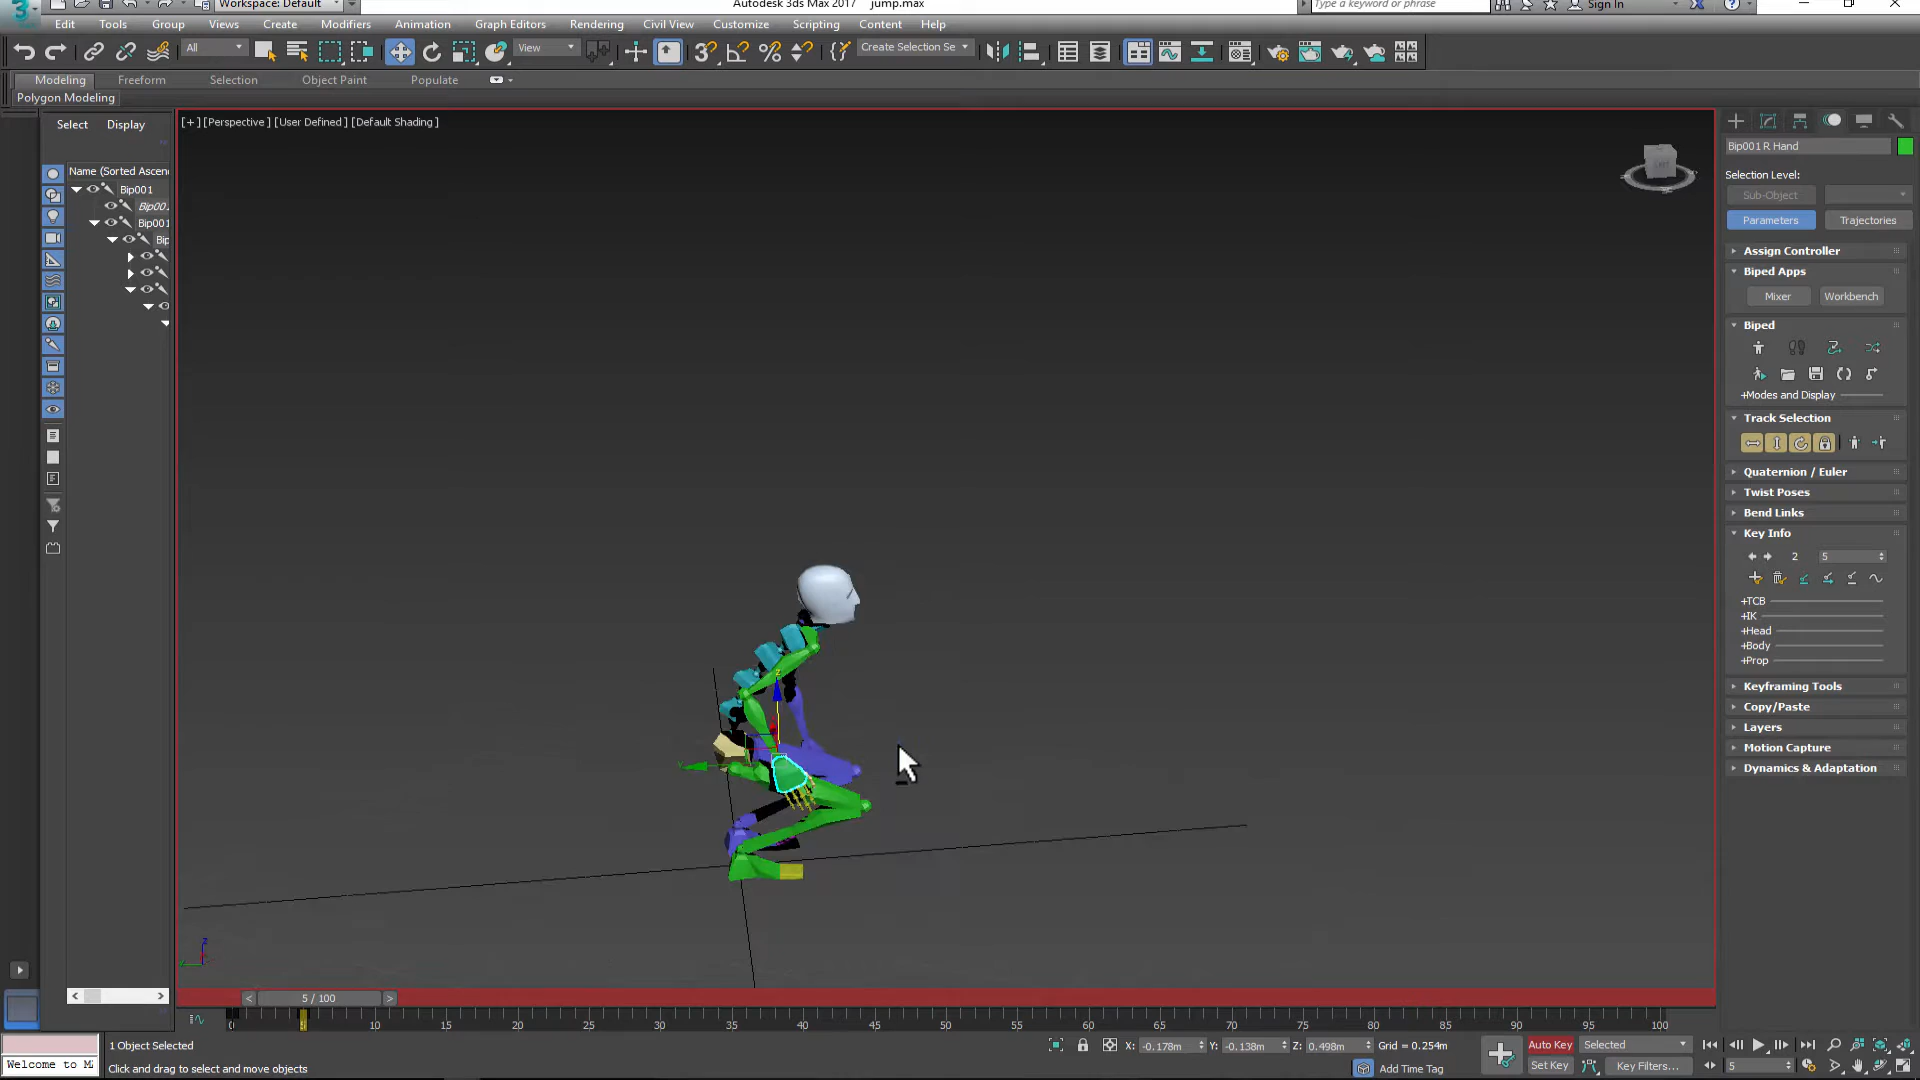 Workspace: Default
Autodesk 3ds Max 2017 jump.max
Type a keyword or phrase
Sign In
Edit Tools Group Views Create Modifiers Animation Graph Editors Rendering Civil View Customize Scripting Content Help
All
View
Create Selection Se
Modeling Freeform Selection Object Paint Populate
Polygon Modeling
Select Display
[+] [Perspective] [User Defined] [Default Shading]
Name (Sorted Ascen
Bip001
Bip00
Bip001
Bip
Bip001 R Hand
Selection Level:
Sub-Object
Parameters Trajectories
Assign Controller
Biped Apps
Mixer Workbench
Biped
+Modes and Display
Track Selection
Quaternion / Euler
Twist Poses
Bend Links
Key Info
2 5
+TCB
+IK
+Head
+Body
+Prop
Keyframing Tools
Copy/Paste
Layers
Motion Capture
Dynamics & Adaptation
z
z
< 5 / 100 >
0 5 10 15 20 25 30 35 40 45 50 55 60 65 70 75 80 85 90 95 100
1 Object Selected
X: -0.178m Y: -0.138m Z: 0.498m Grid = 0.254m
Auto Key Selected
Welcome to M
Click and drag to select and move objects
Add Time Tag
Set Key Key Filters...
5